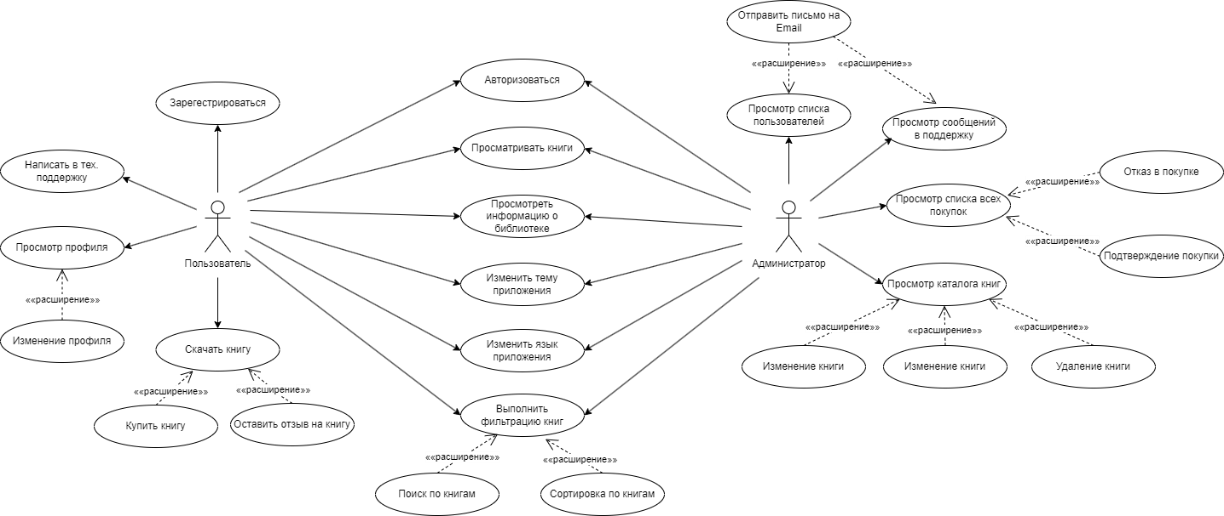 Отправить письмо на
Email
««расширение»»
««расширение»»
Авторизоваться
Зарегестрироваться
Просмотр списка
пользователей
Просмотр сообщений
в поддержку
Просматривать книги
Написать в тех.
поддержку
Отказ в покупке
««расширение»»
Просмотр списка всех
покупок
Просмотреть
информацию о
библиотеке
Просмотр профиля
««расширение»»
Подтверждение покупки
Пользователь
Администратор
Изменить тему
приложения
Просмотр каталога книг
««расширение»»
««расширение»»
««расширение»»
««расширение»»
Изменение профиля
Скачать книгу
Изменить язык
приложения
Изменение книги
Изменение книги
Удаление книги
««расширение»»
««расширение»»
Купить книгу
Оставить отзыв на книгу
Выполнить
фильтрацию книг
««расширение»»
««расширение»»
Поиск по книгам
Сортировка по книгам